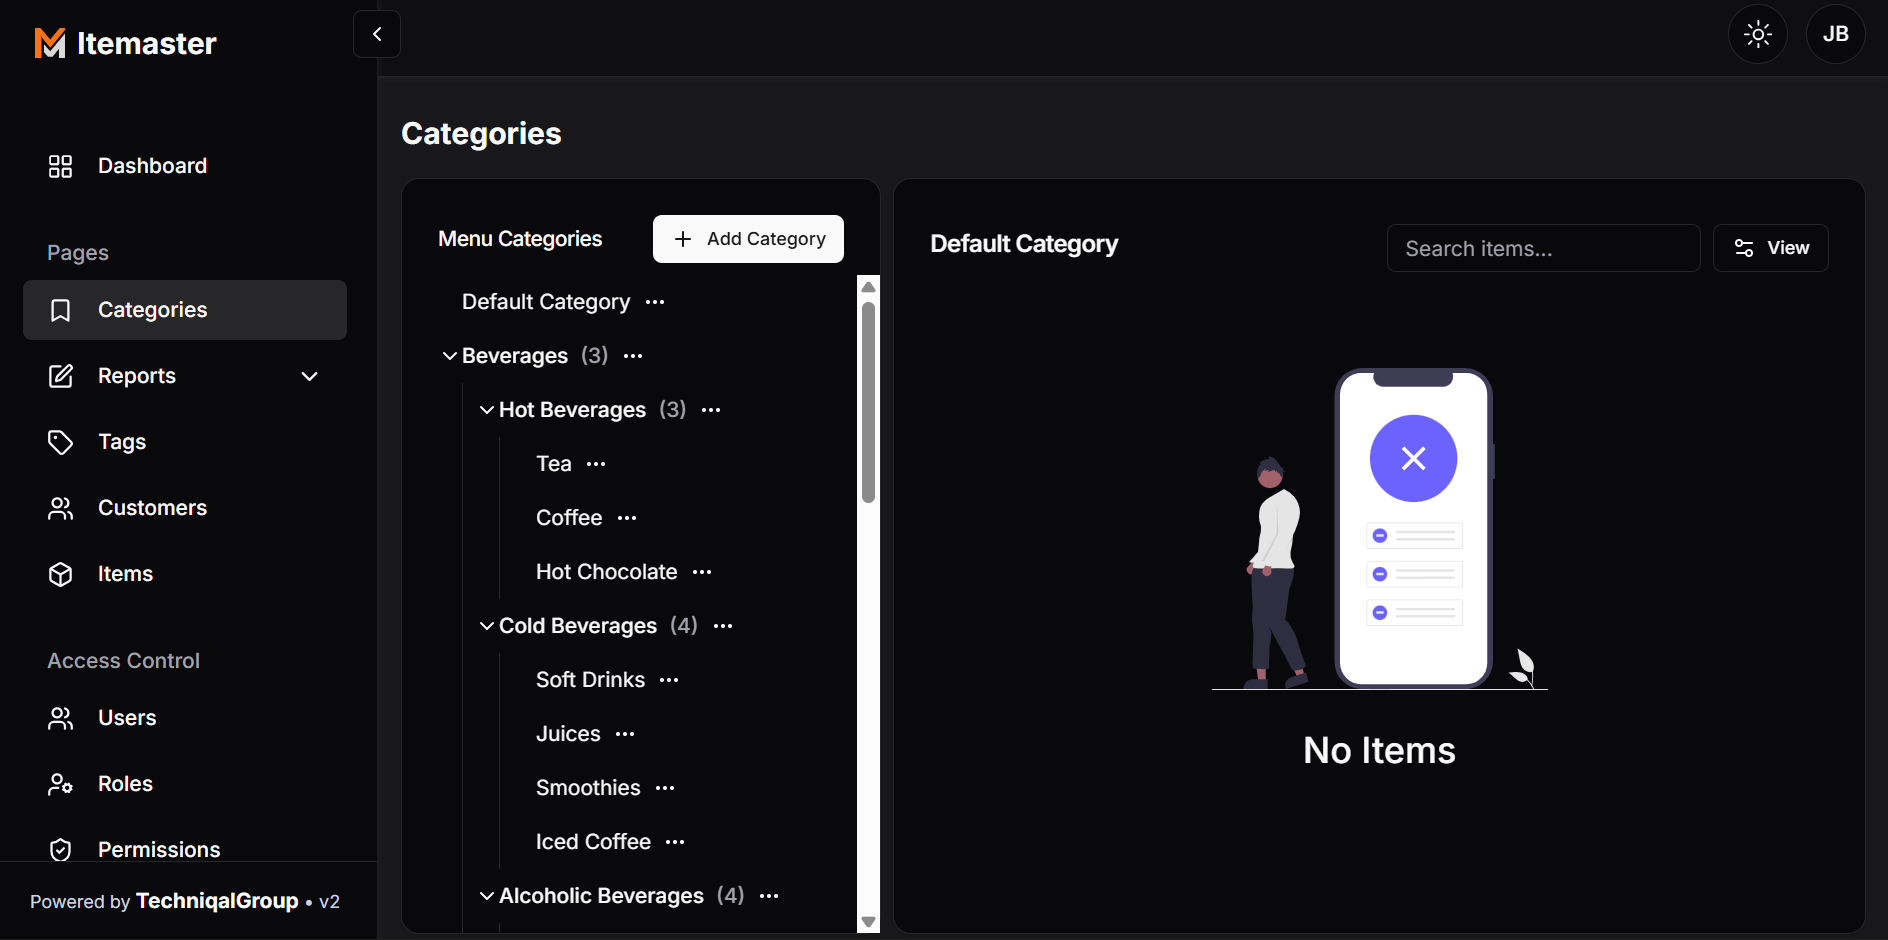 Itemaster
JB
Dashboard
Pages
Categories
Reports
Tags
Customers
Items
Access Control
Users
Roles
Permissions
Powered by TechniqalGroup • v2
Categories
Menu Categories
+ Add Category
Default Category ...
Beverages (3) ...
Hot Beverages (3) ...
Tea ...
Coffee ...
Hot Chocolate ...
Cold Beverages (4) ...
Soft Drinks ...
Juices ...
Smoothies ...
Iced Coffee ...
Alcoholic Beverages (4) ...
Default Category
Search items...
View
No Items